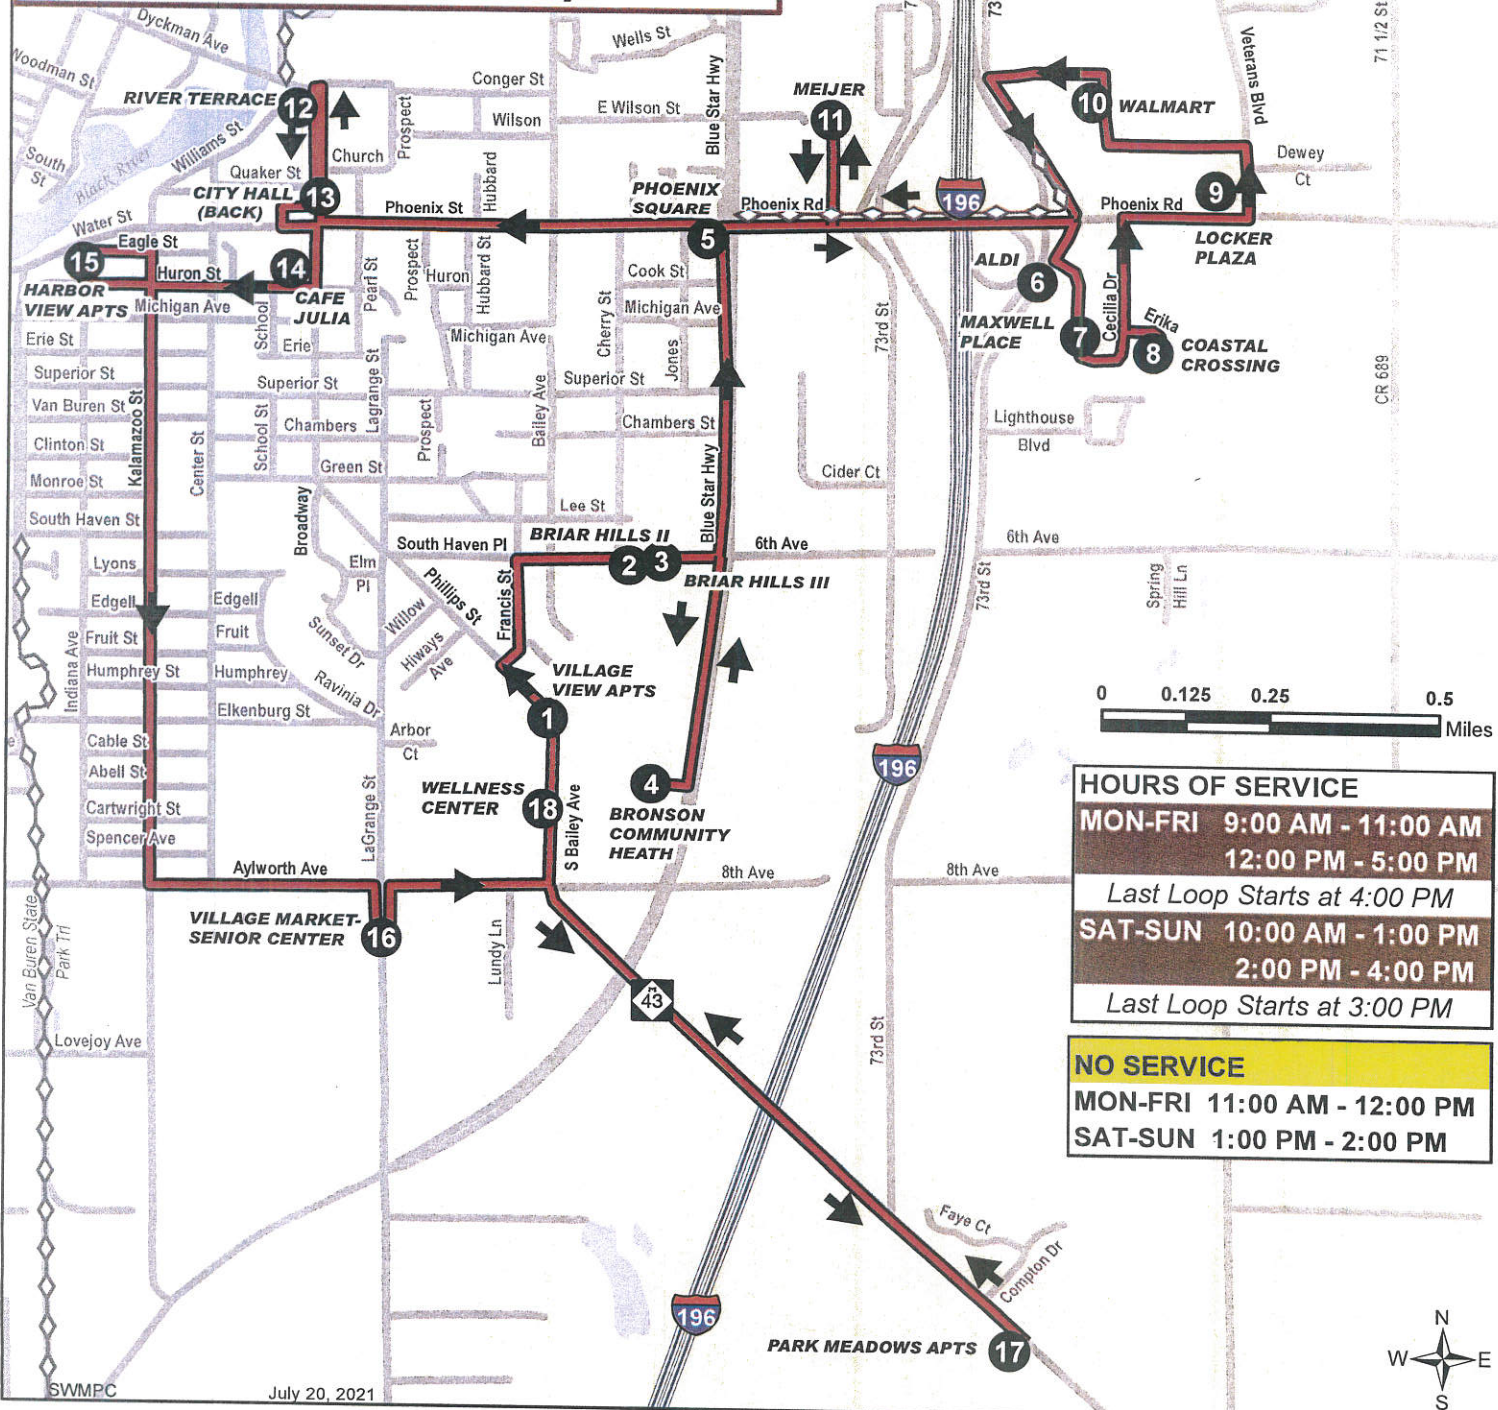 Dyckman Ave
Woodman St
RIVER TERRACE
12
Williams St
South
St
Black River
Quaker St
Church
CITY HALL
(BACK)
13
Water St
Eagle St
15
HARBOR
VIEW APTS
Huron St
14
CAFE
JULIA
Michigan Ave
Wells St
Conger St
E Wilson St
Wilson
Prospect
Hubbard
Blue Star Hwy
Phoenix St
PHOENIX
SQUARE
5
MEIJER
11
Phoenix Rd
196
73
7
10
WALMART
Veterans Blvd
71 1/2 St
Dewey
Ct
9
Phoenix Rd
LOCKER
PLAZA
ALDI
6
MAXWELL
PLACE
7
Cecilia Dr
Erika
8
COASTAL
CROSSING
CR 689
Pearl St
Prospect
Huron
Hubbard St
Cook St
Michigan Ave
Michigan Ave
Cherry St
Jones
73rd St
School
Erie
Erie St
Superior St
Superior St
Superior St
Van Buren St
Chambers
Chambers St
Clinton St
Kalamazoo St
Center St
School St
Lagrange St
Prospect
Bailey Ave
Green St
Monroe St
South Haven St
Broadway
Lee St
Blue Star Hwy
Cider Ct
Lighthouse
Blvd
South Haven Pl
BRIAR HILLS II
2
3
BRIAR HILLS III
6th Ave
6th Ave
73rd St
Spring
Hill Ln
Lyons
Elm
Pl
Edgell
Edgell
Fruit St
Fruit
Humphrey St
Humphrey
Indiana Ave
Sunset Dr
Willow
Phillips St
Hiways
Ave
Francis St
Ravinia Dr
Elkenburg St
Arbor
Ct
VILLAGE
VIEW APTS
1
Cable St
Abell St
Cartwright St
Spencer Ave
LaGrange St
WELLNESS
CENTER
18
S Bailey Ave
4
BRONSON
COMMUNITY
HEATH
196
0 0.125 0.25 0.5
Miles
Aylworth Ave
8th Ave
8th Ave
VILLAGE MARKET-
SENIOR CENTER
16
Lundy Ln
M
43
Van Buren State
Park Trl
Lovejoy Ave
73rd St
HOURS OF SERVICE
MON-FRI 9:00 AM - 11:00 AM
12:00 PM - 5:00 PM
Last Loop Starts at 4:00 PM
SAT-SUN 10:00 AM - 1:00 PM
2:00 PM - 4:00 PM
Last Loop Starts at 3:00 PM
NO SERVICE
MON-FRI 11:00 AM - 12:00 PM
SAT-SUN 1:00 PM - 2:00 PM
Faye Ct
Compton Dr
196
PARK MEADOWS APTS
17
N
W E
S
SWMPC
July 20, 2021